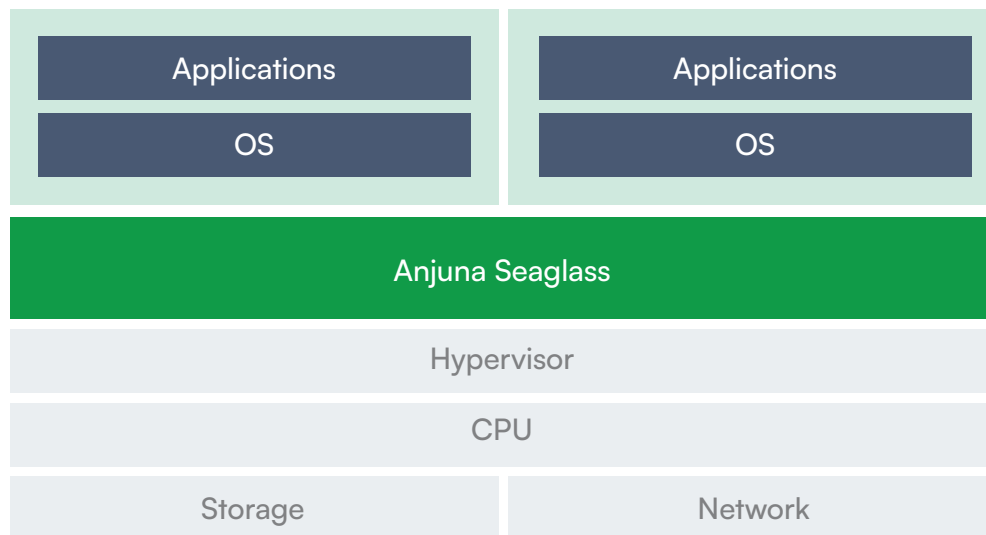 Applications
Applications
OS
OS
Anjuna Seaglass
Hypervisor
CPU
Storage
Network